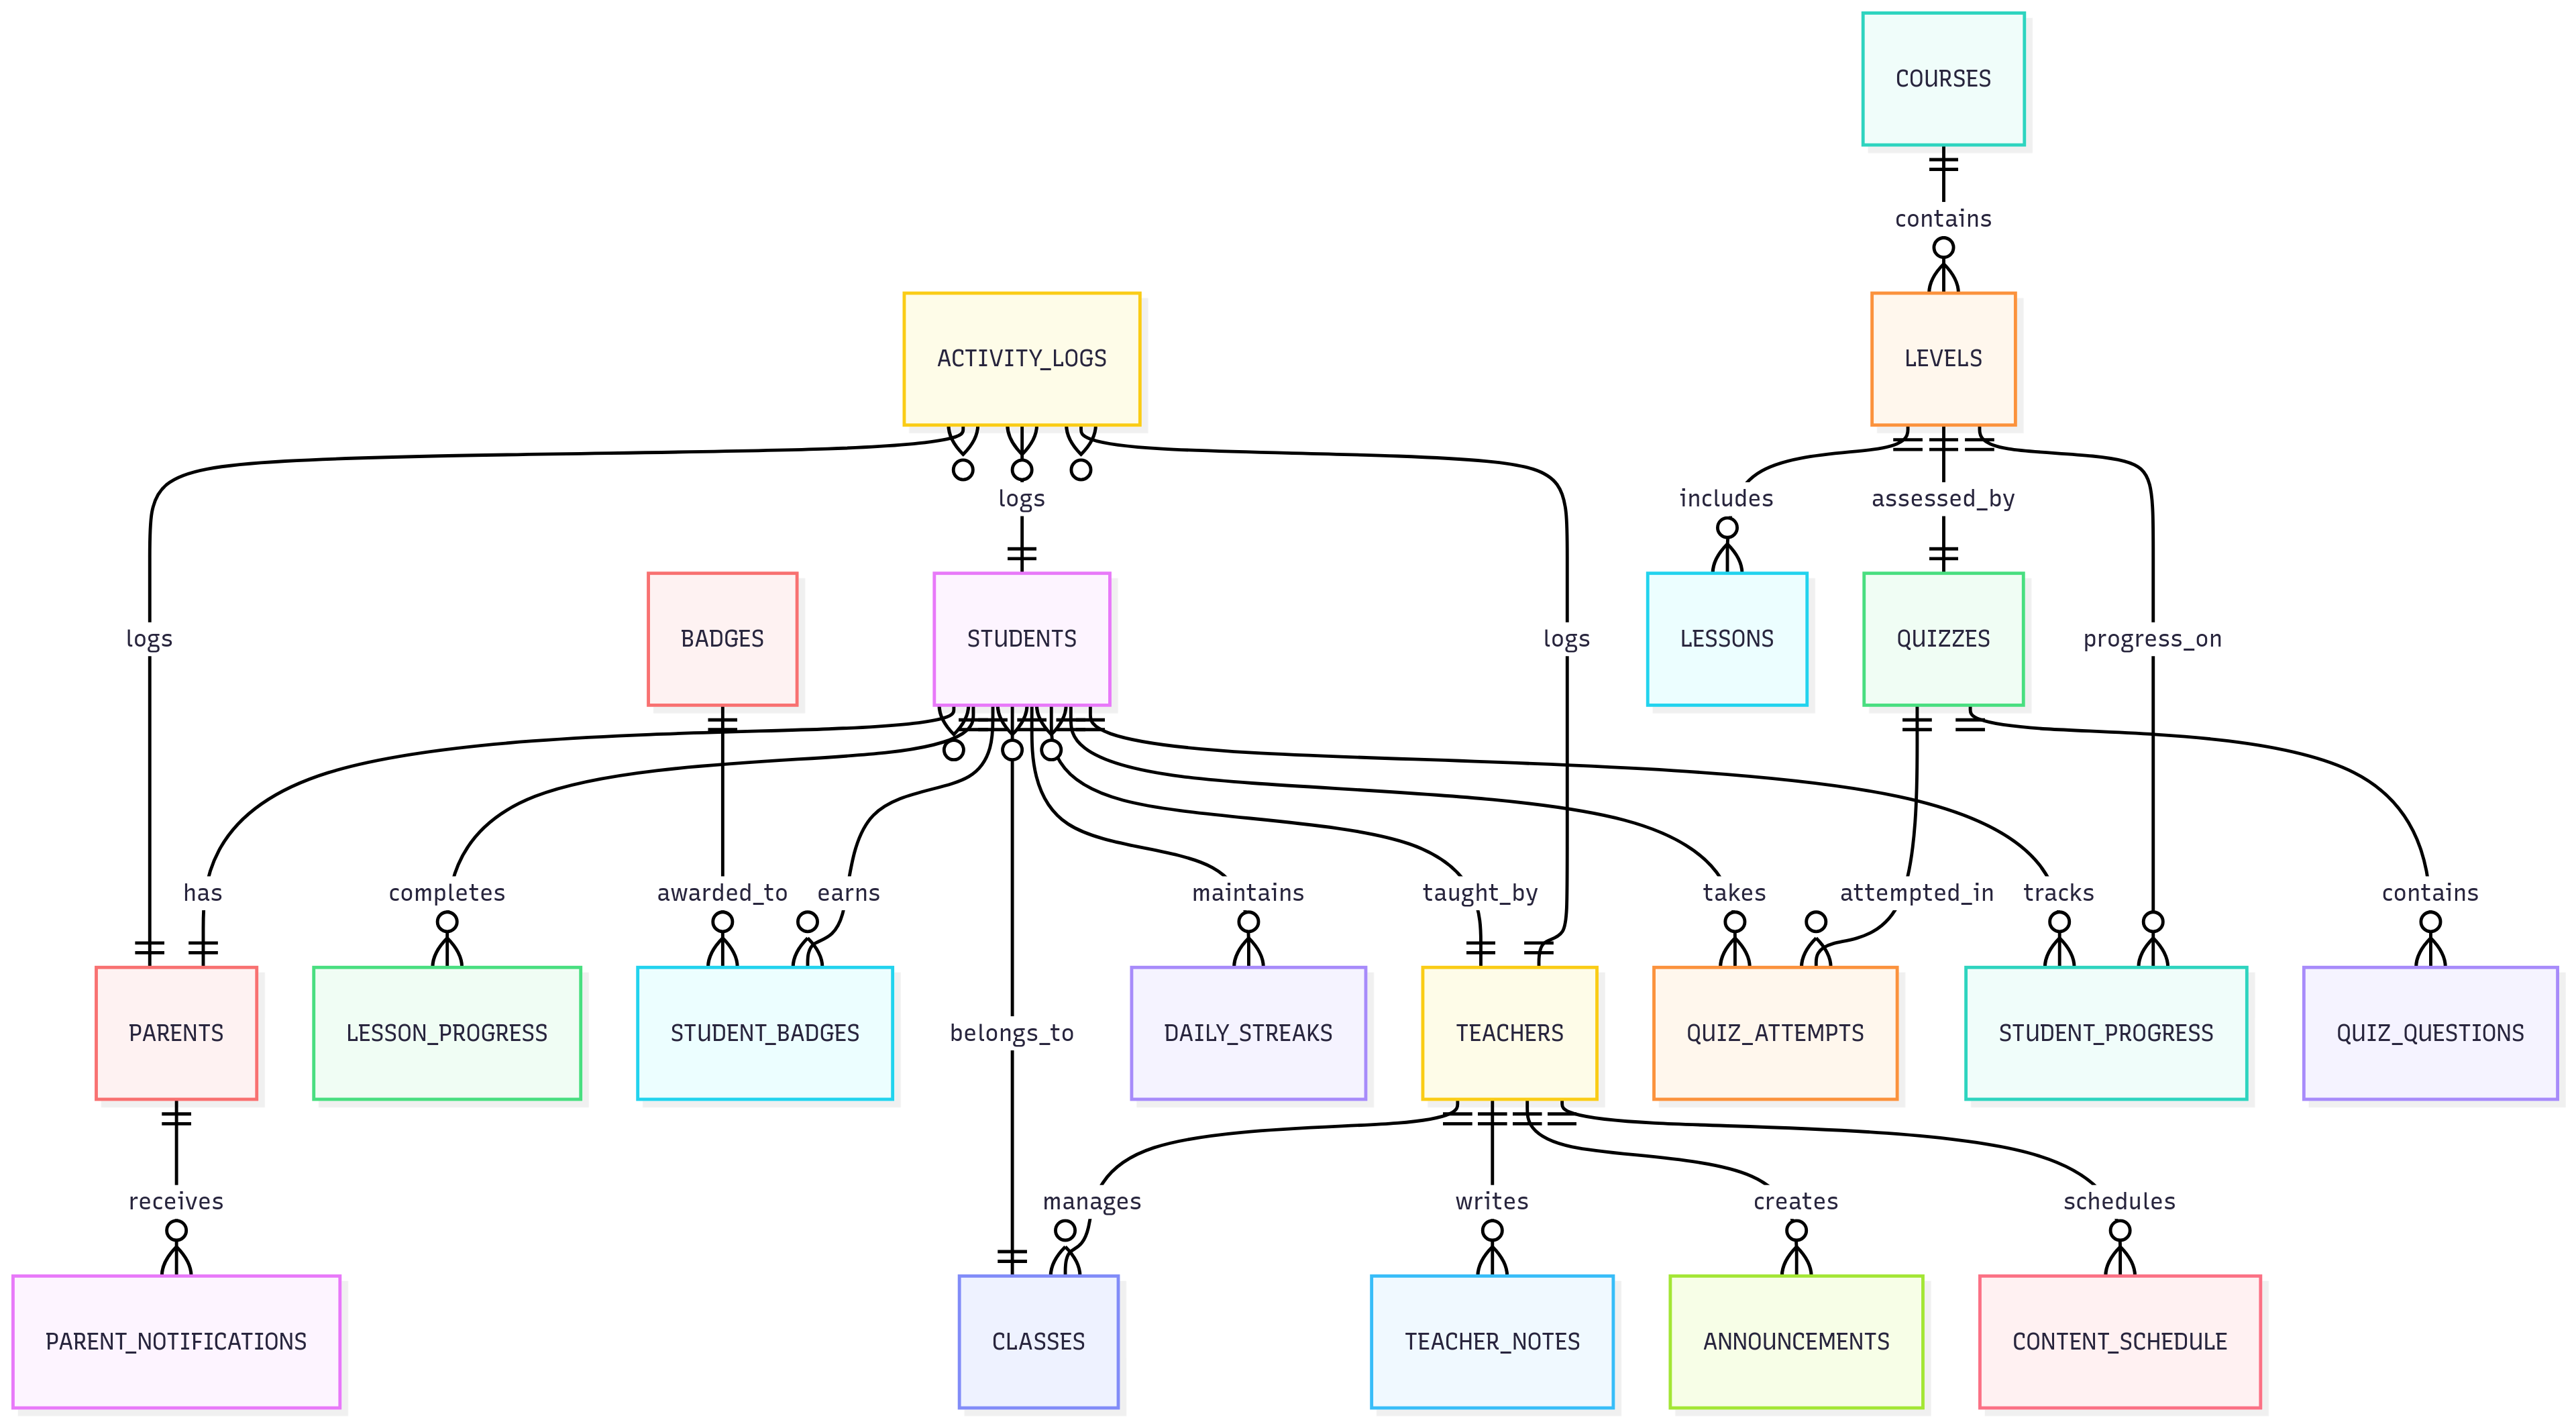 COURSES
contains
ACTIVITY_LOGS
LEVELS
logs
includes
assessed_by
logs
BADGES
STUDENTS
logs
LESSONS
QUIZZES
progress_on
has
completes
awarded_to
earns
maintains
taught_by
takes
attempted_in
tracks
contains
PARENTS
LESSON_PROGRESS
STUDENT_BADGES
belongs_to
DAILY_STREAKS
TEACHERS
QUIZ_ATTEMPTS
STUDENT_PROGRESS
QUIZ_QUESTIONS
receives
manages
writes
creates
schedules
PARENT_NOTIFICATIONS
CLASSES
TEACHER_NOTES
ANNOUNCEMENTS
CONTENT_SCHEDULE